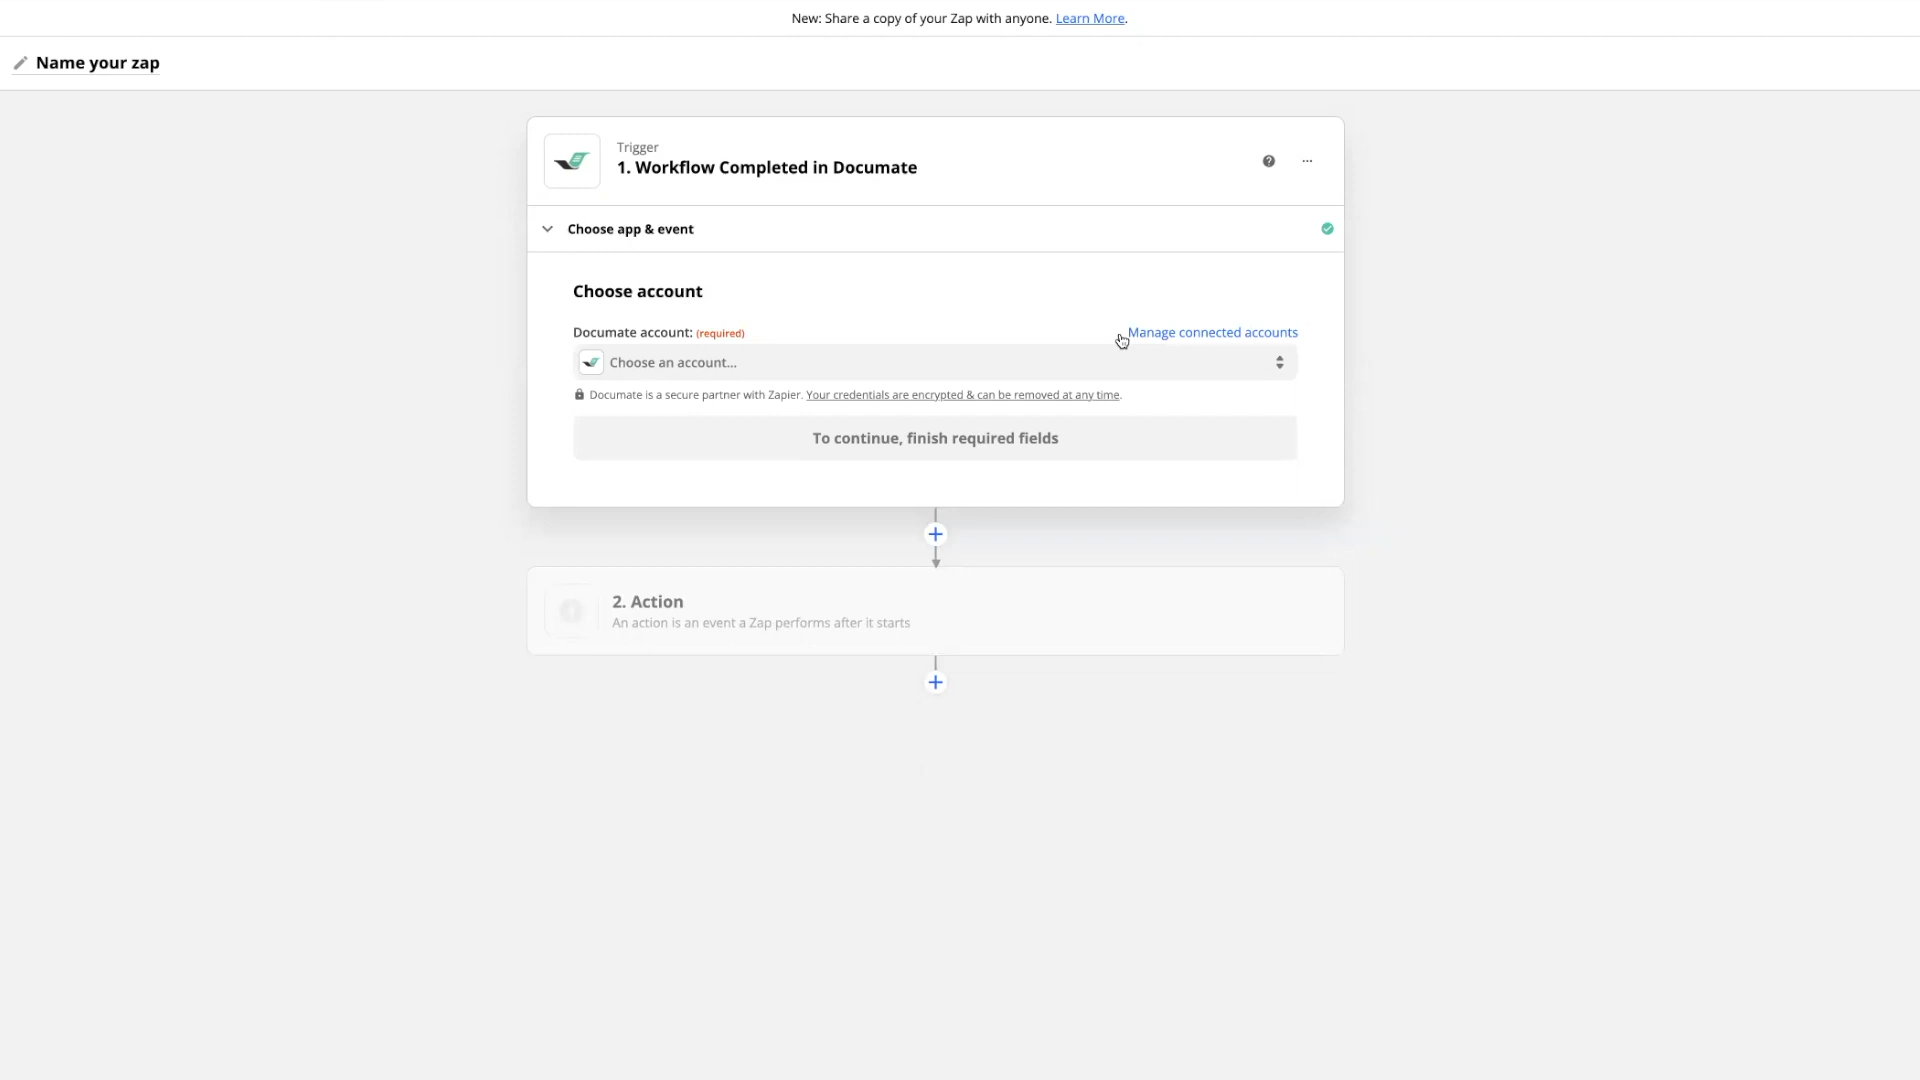 New: Share a copy of your Zap with anyone. Learn More.
Name your zap
Trigger
1. Workflow Completed in Documate
Choose app & event
Choose account
Documate account: (required)
Manage connected accounts
Choose an account...
Documate is a secure partner with Zapier. Your credentials are encrypted & can be removed at any time.
To continue, finish required fields
2. Action
An action is an event a Zap performs after it starts